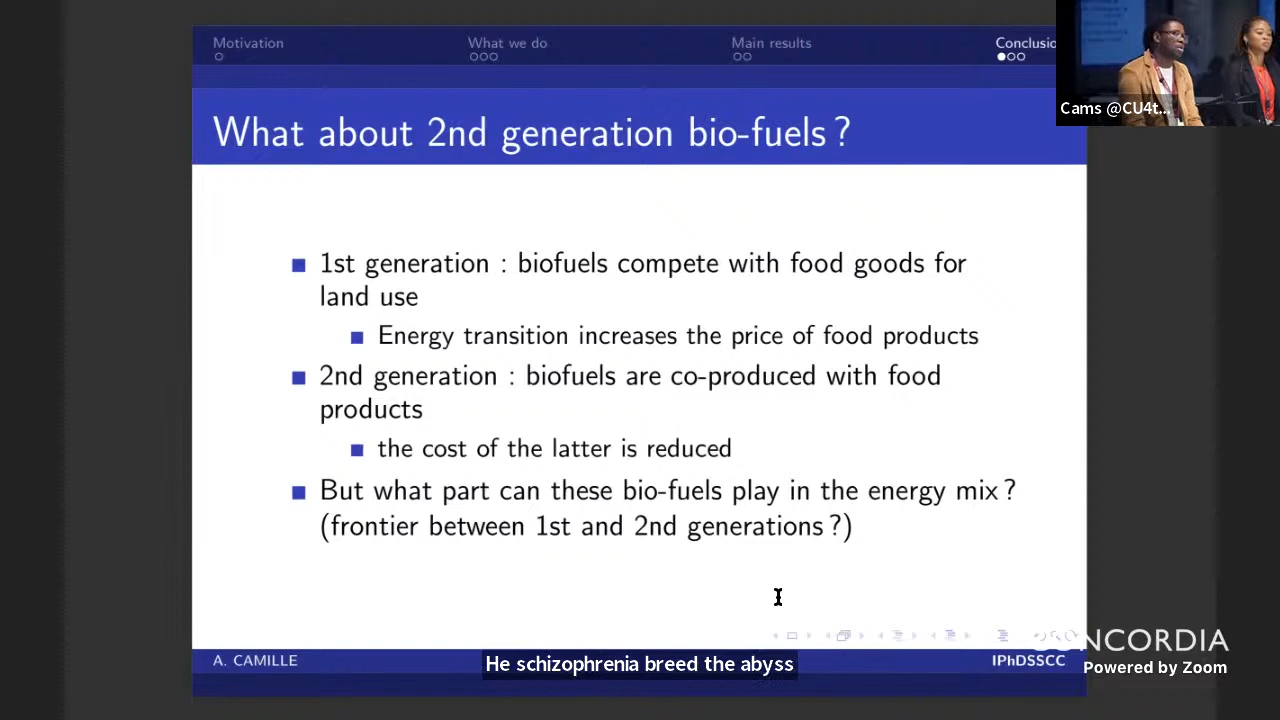 Motivation
What we do
Main results
Conclusio
Cams @CU4t...
What about 2nd generation bio-fuels ?
1st generation : biofuels compete with food goods for
land use
Energy transition increases the price of food products
2nd generation : biofuels are co-produced with food
products
the cost of the latter is reduced
But what part can these bio-fuels play in the energy mix ?
(frontier between 1st and 2nd generations ?)
A. CAMILLE
He schizophrenia breed the abyss
IPhDSSCC
CONCORDIA
Powered by Zoom